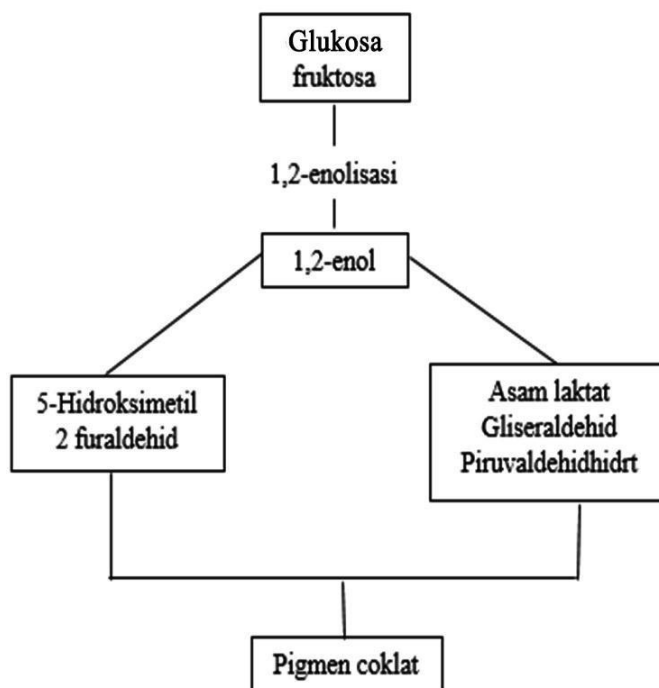 Glukosa
fruktosa
1,2-enolisasi
1,2-enol
5-Hidroksimetil
2 furaldehid
Asam laktat
Gliseraldehid
Piruvaldehidhidrt
Pigmen coklat